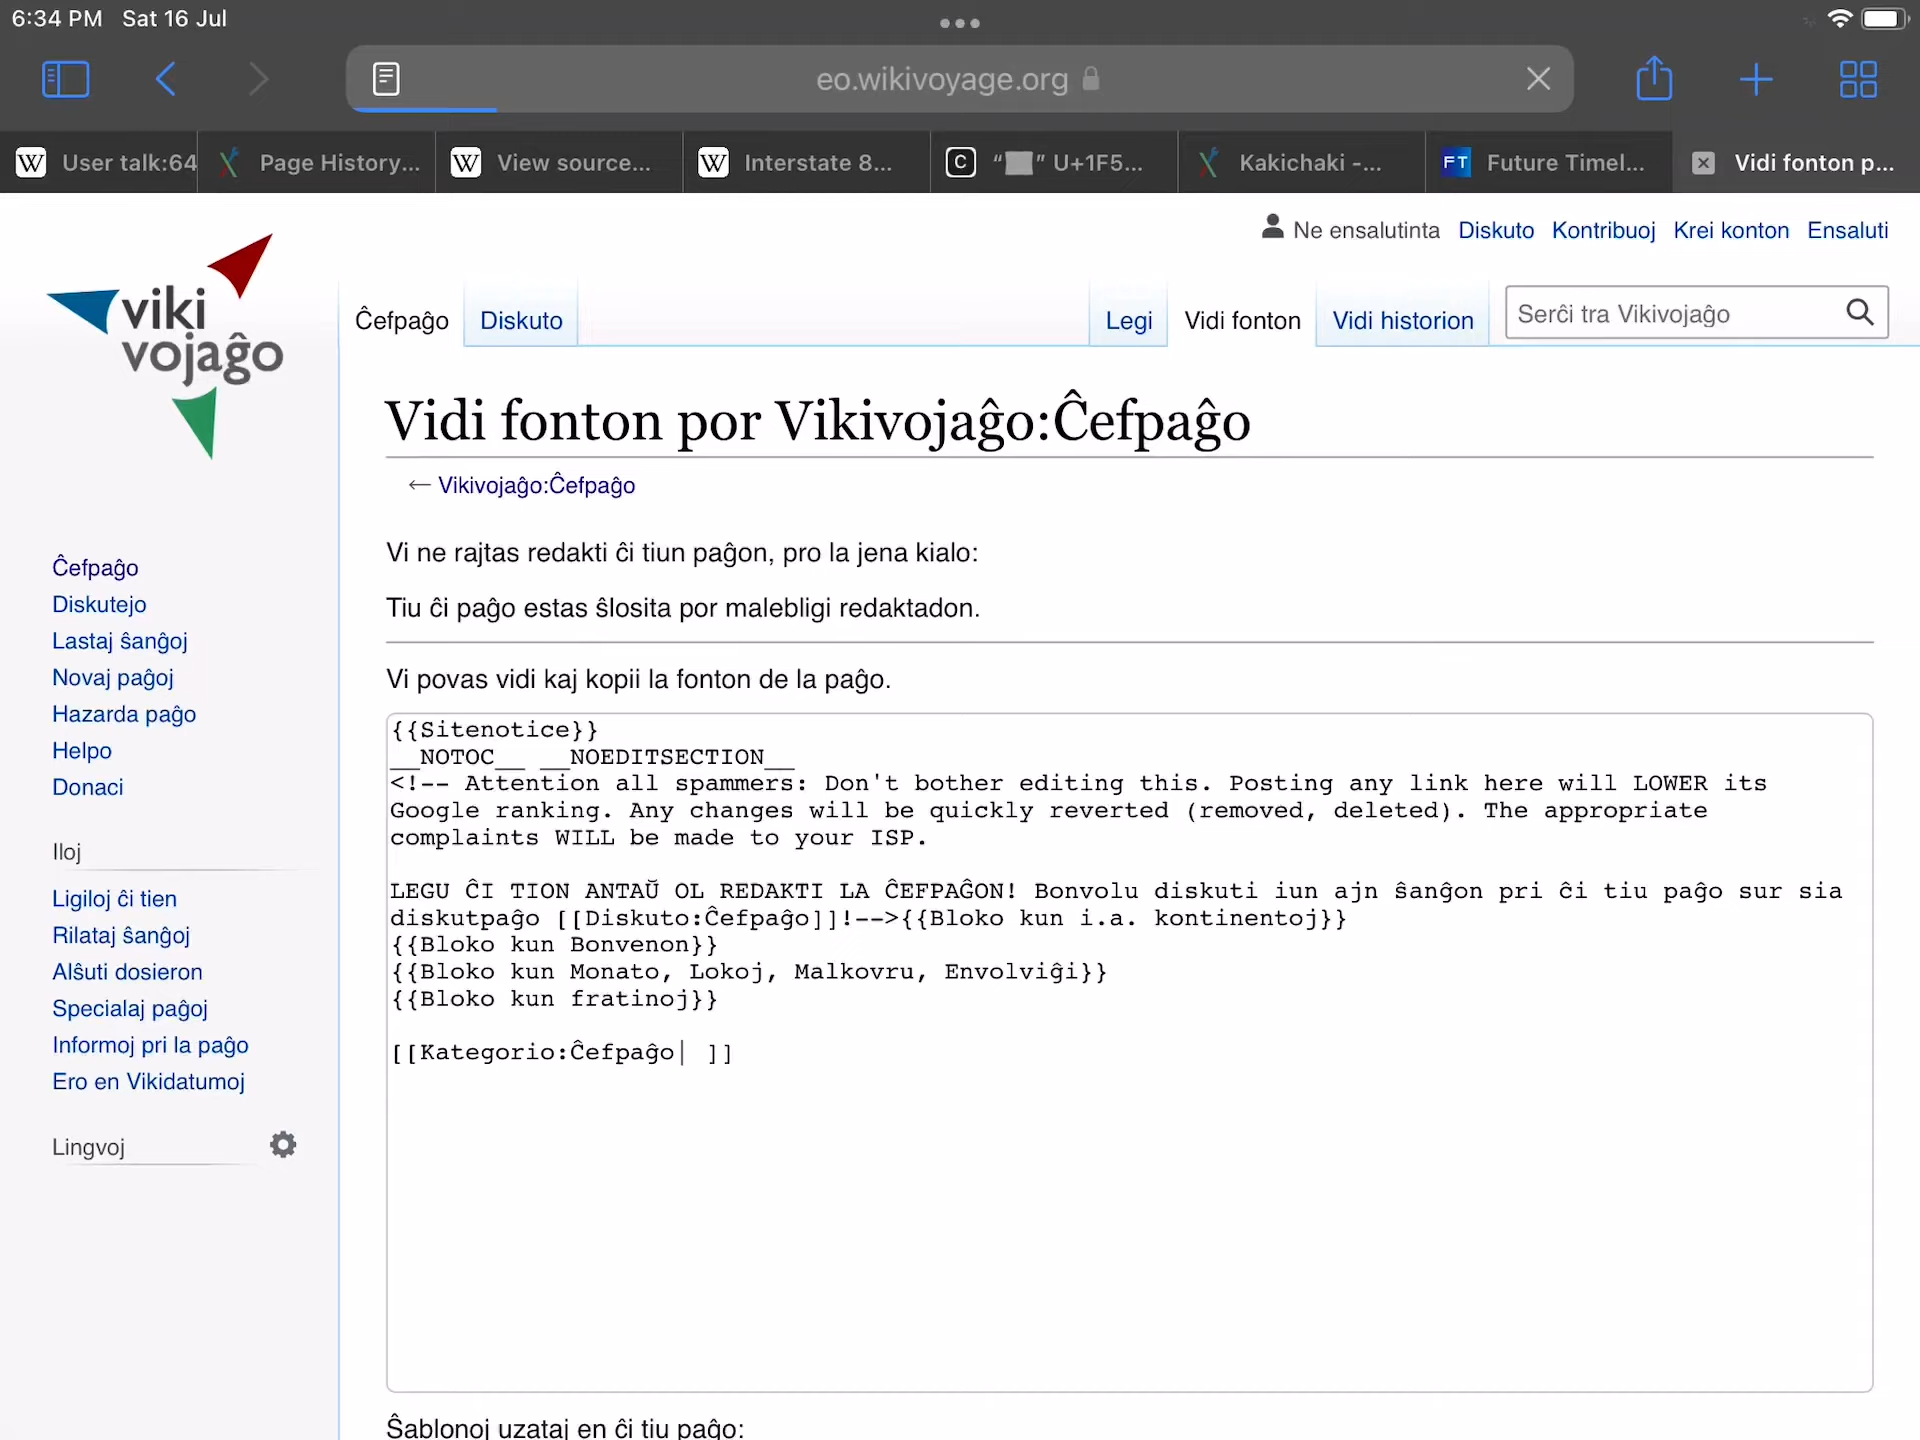 6:34 PM Sat 16 Jul
eo.wikivoyage.org
User talk:64
Page History...
View source...
Interstate 8...
“ ” U+1F5...
Kakichaki -...
FT Future Timel...
Vidi fonton p...
viki
vojaĝo
Ne ensalutinta Diskuto Kontribuoj Krei konton Ensaluti
Ĉefpaĝo Diskuto Legi Vidi fonton Vidi historion Serĉi tra Vikivojaĝo
Vidi fonton por Vikivojaĝo:Ĉefpaĝo
← Vikivojaĝo:Ĉefpaĝo
Vi ne rajtas redakti ĉi tiun paĝon, pro la jena kialo:
Tiu ĉi paĝo estas ŝlosita por malebligi redaktadon.
Vi povas vidi kaj kopii la fonton de la paĝo.
{{Sitenotice}}
__NOTOC__ __NOEDITSECTION__
<!-- Attention all spammers: Don't bother editing this. Posting any link here will LOWER its
Google ranking. Any changes will be quickly reverted (removed, deleted). The appropriate
complaints WILL be made to your ISP.
LEGU ĈI TION ANTAŬ OL REDAKTI LA ĈEFPAĜON! Bonvolu diskuti iun ajn ŝanĝon pri ĉi tiu paĝo sur sia
diskutpaĝo [[Diskuto:Ĉefpaĝo]]!-->{{Bloko kun i.a. kontinentoj}}
{{Bloko kun Bonvenon}}
{{Bloko kun Monato, Lokoj, Malkovru, Envolviĝi}}
{{Bloko kun fratinoj}}
[[Kategorio:Ĉefpaĝo| ]]
Ŝablonoj uzataj en ĉi tiu paĝo:
Ĉefpaĝo
Diskutejo
Lastaj ŝanĝoj
Novaj paĝoj
Hazarda paĝo
Helpo
Donaci
Iloj
Ligiloj ĉi tien
Rilataj ŝanĝoj
Alŝuti dosieron
Specialaj paĝoj
Informoj pri la paĝo
Ero en Vikidatumoj
Lingvoj